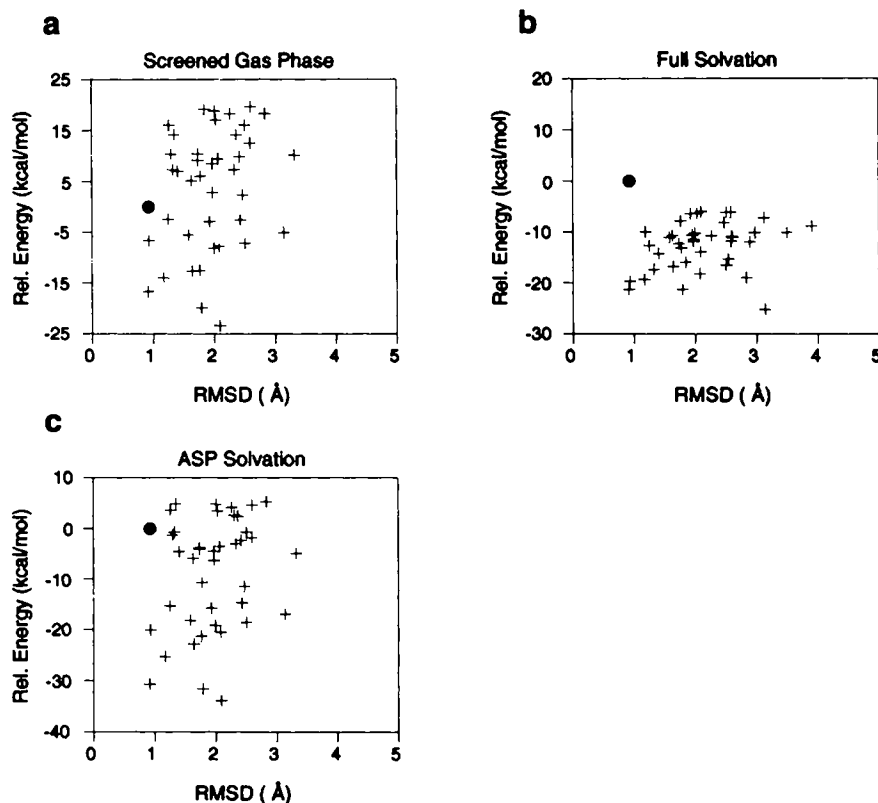 a
Screened Gas Phase
25
15
5
-5
-15
-25
Rel. Energy (kcal/mol)
0 1 2 3 4 5
RMSD ( Å)
b
Full Solvation
20
10
0
-10
-20
-30
Rel. Energy (kcal/mol)
0 1 2 3 4 5
RMSD ( Å)
c
ASP Solvation
10
0
-10
-20
-30
-40
Rel. Energy (kcal/mol)
0 1 2 3 4 5
RMSD ( Å)